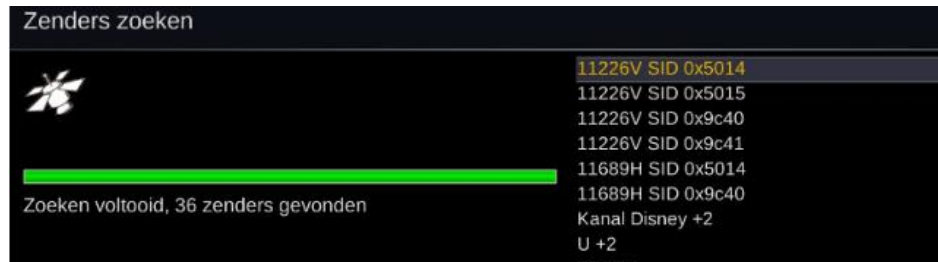 Zenders zoeken
11226V SID 0x5014
11226V SID 0x5015
11226V SID 0x9c40
11226V SID 0x9c41
11689H SID 0x5014
11689H SID 0x9c40
Kanal Disney +2
U +2
Zoeken voltooid, 36 zenders gevonden